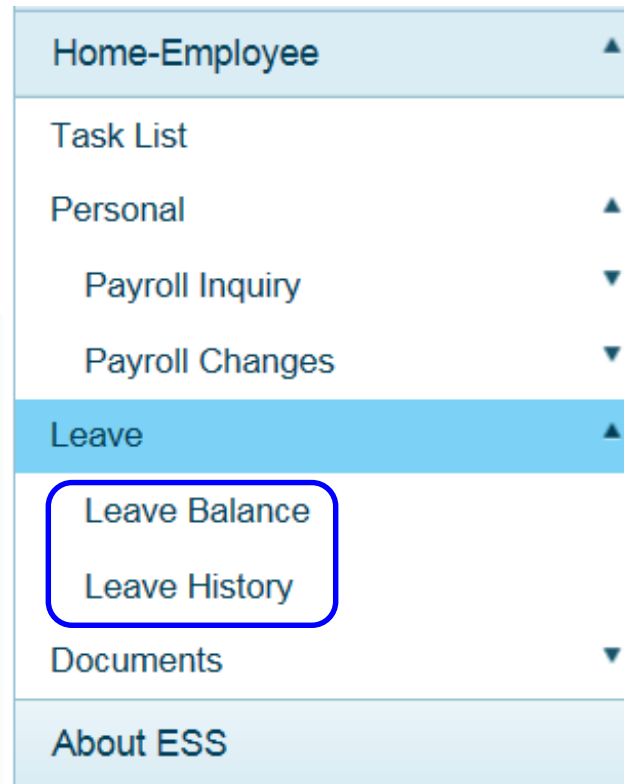 Home-Employee
Task List
Personal
Payroll Inquiry
Payroll Changes
Leave
Leave Balance
Leave History
Documents
About ESS